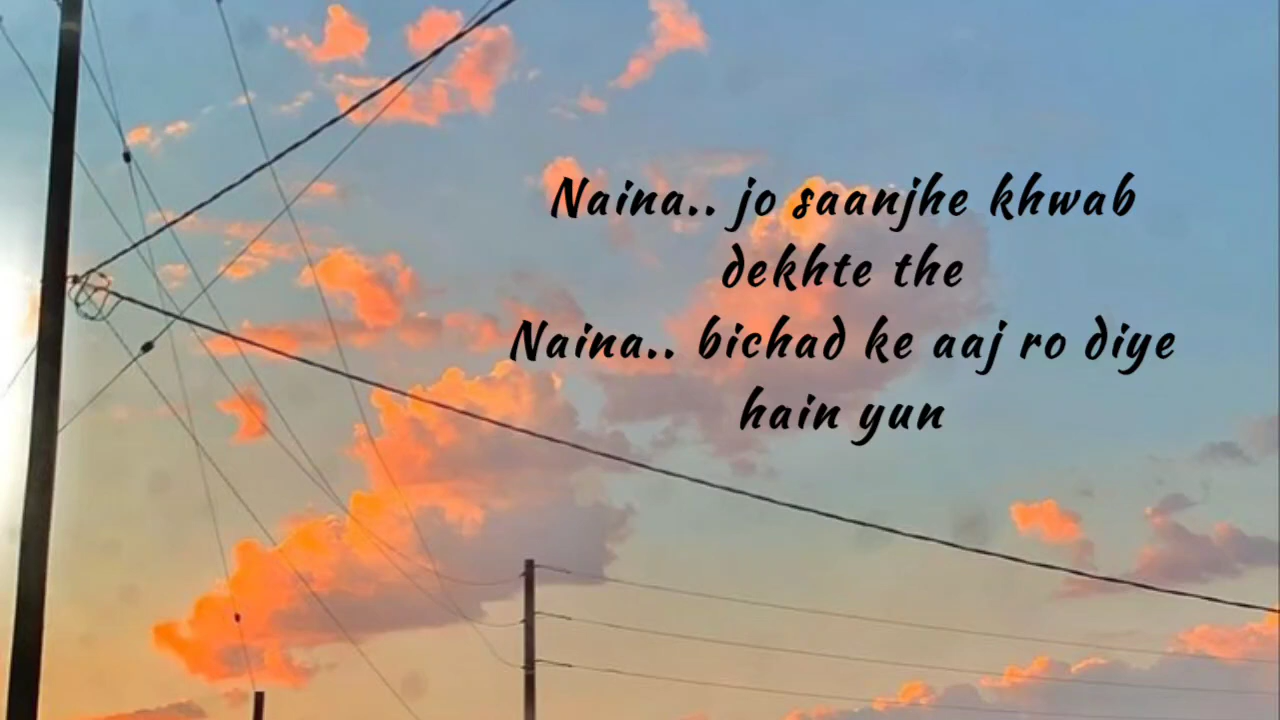 Naina.. jo saanjhe khwab
dekhte the
Naina.. bichad ke aaj ro diye
hain yun